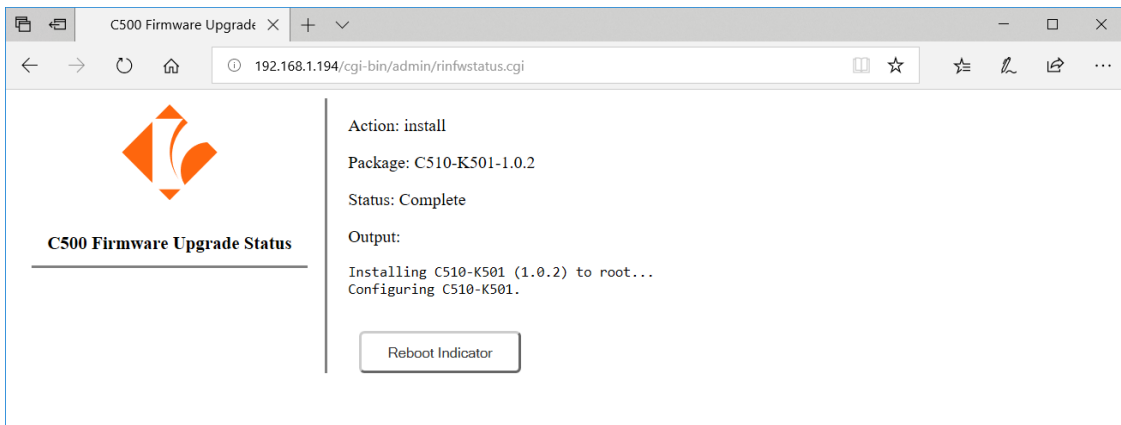 C500 Firmware Upgrade
192.168.1.194/cgi-bin/admin/rinfwstatus.cgi
C500 Firmware Upgrade Status
Action: install
Package: C510-K501-1.0.2
Status: Complete
Output:
Installing C510-K501 (1.0.2) to root...
Configuring C510-K501.
Reboot Indicator